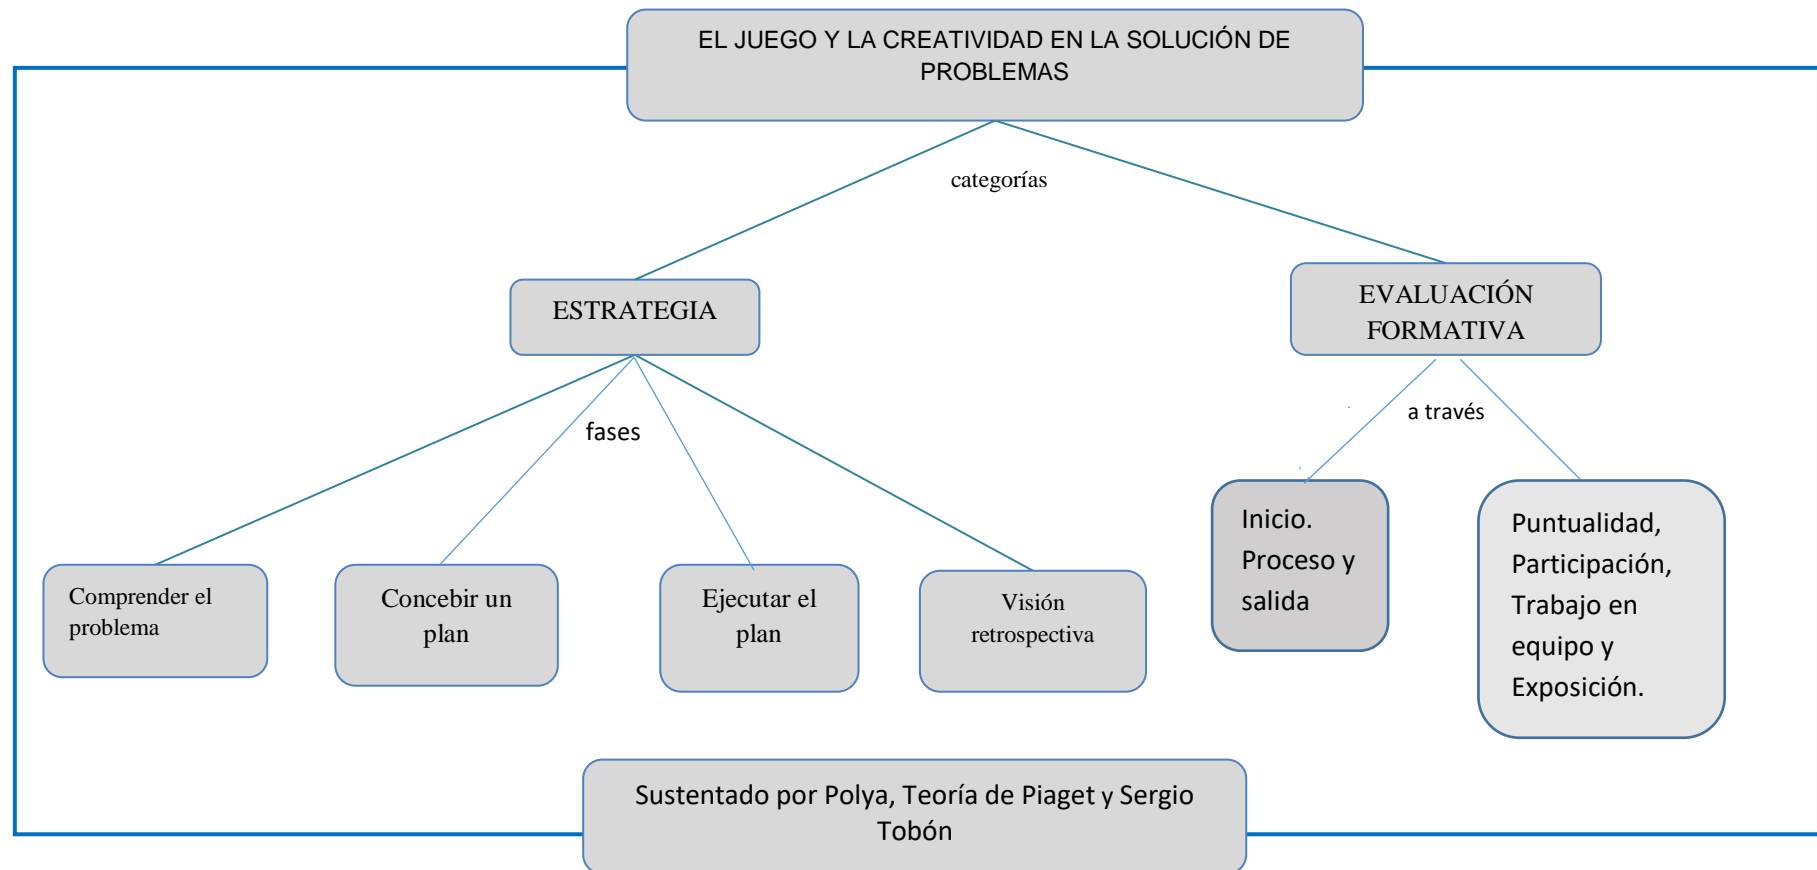 EL JUEGO Y LA CREATIVIDAD EN LA SOLUCIÓN DE
PROBLEMAS
categorías
ESTRATEGIA
EVALUACIÓN
FORMATIVA
fases
a través
Comprender el
problema
Concebir un
plan
Ejecutar el
plan
Visión
retrospectiva
Inicio.
Proceso y
salida
Puntualidad,
Participación,
Trabajo en
equipo y
Exposición.
Sustentado por Polya, Teoría de Piaget y Sergio
Tobón